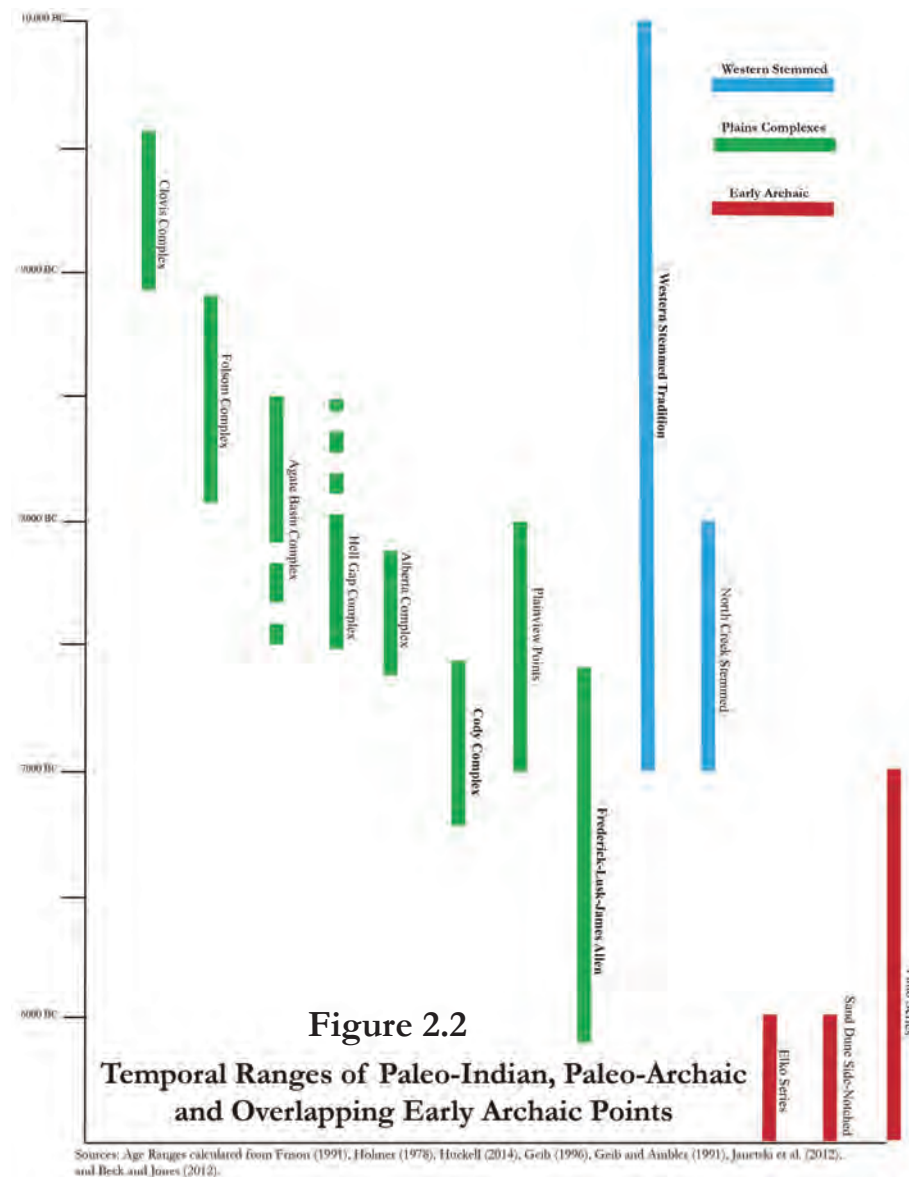 10,000 BC
Western Stemmed
Plains Complexes
Early Archaic
9000 BC
8000 BC
7000 BC
6000 BC
Clovis Complex
Folsom Complex
Agate Basin Complex
Hell Gap Complex
Alberta Complex
Cody Complex
Plainview Points
Frederick-Lusk-James Allen
Western Stemmed Tradition
North Creek Stemmed
Elko Series
Sand Dune Side-Notched
Series
Figure 2.2
Temporal Ranges of Paleo-Indian, Paleo-Archaic
and Overlapping Early Archaic Points
Sources: Age Ranges calculated from Frison (1991), Holmer (1978), Huckell (2014), Geib (1996), Geib and Ambler (1991), Janetski et al. (2012),
and Beck and Jones (2012).